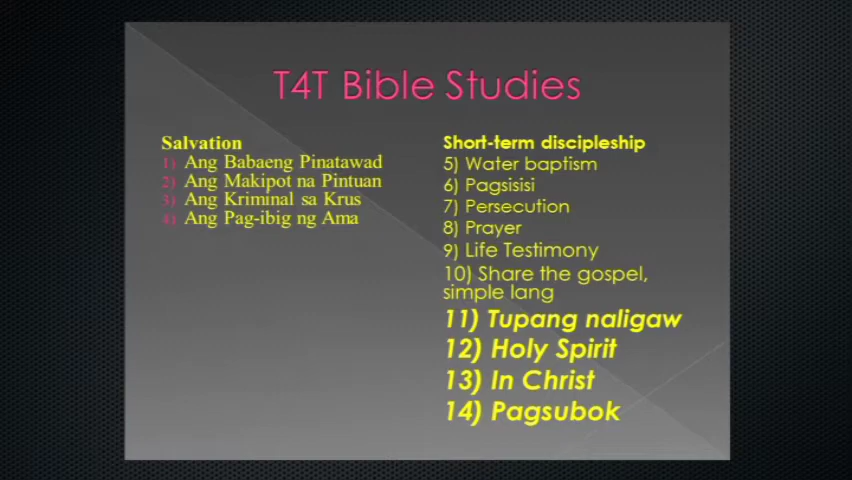 T4T Bible Studies
Salvation
1) Ang Babaeng Pinatawad
2) Ang Makipot na Pintuan
3) Ang Kriminal sa Krus
4) Ang Pag-ibig ng Ama
Short-term discipleship
5) Water baptism
6) Pagsisisi
7) Persecution
8) Prayer
9) Life Testimony
10) Share the gospel,
simple lang
11) Tupang naligaw
12) Holy Spirit
13) In Christ
14) Pagsubok